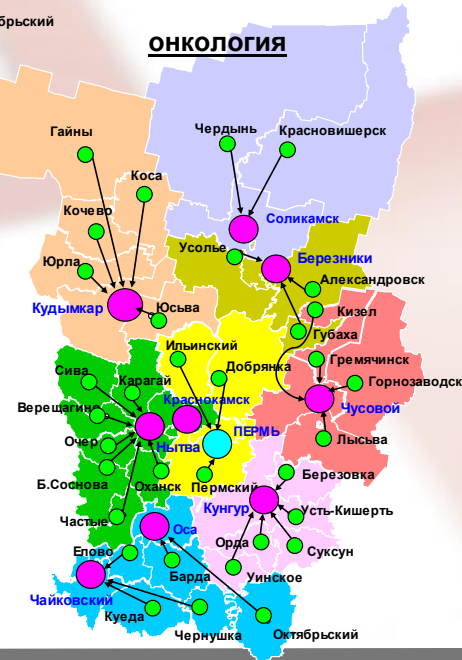 брьский
онкология
Гайны
Чердынь
Красновишерск
Коса
Кочево
Соликамск
Усолье
Березники
Юрла
Александровск
Кудымкар
Юсьва
Кизел
Губаха
Ильинский
Гремячинск
Сива
Добрянка
Карагай
Горнозаводск
Краснокамск
Верещагино
Чусовой
ПЕРМЬ
Очер
Нытва
Лысьва
Березовка
Б.Соснова
Оханск
Пермский
Кунгур
Усть-Кишерть
Частые
Оса
Орда
Суксун
Елово
Барда
Уинское
Чайковский
Куеда
Чернушка
Октябрьский